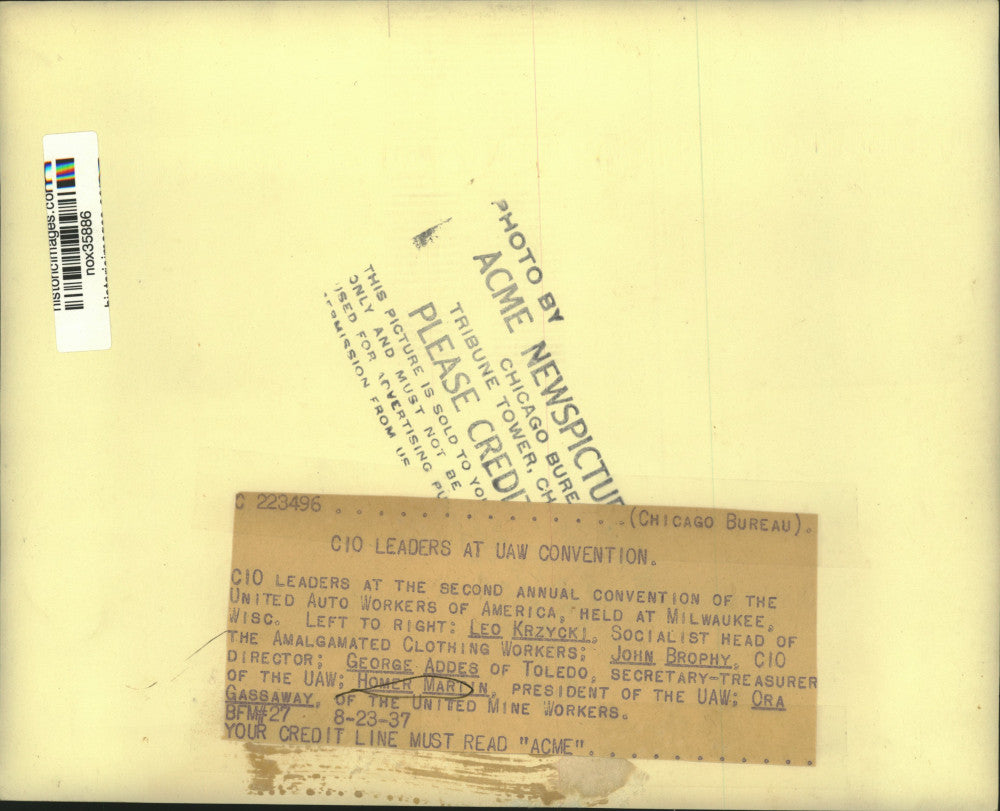 historicimages.com
nox35886
PHOTO BY
ACME NEWSPICTU
CHICAGO BURE
TRIBUNE TOWER, CH
PLEASE CREDI
THIS PICTURE IS SOLD TO YO
ONLY AND MUST NOT BE
USED FOR ADVERTISING PU
PERMISSION FROM US
C 223496 . . . . . . . . . . . . . (CHICAGO BUREAU).
CIO LEADERS AT UAW CONVENTION.
CIO LEADERS AT THE SECOND ANNUAL CONVENTION OF THE
UNITED AUTO WORKERS OF AMERICA, HELD AT MILWAUKEE,
WISC. LEFT TO RIGHT: LEO KRZYCKI, SOCIALIST HEAD OF
THE AMALGAMATED CLOTHING WORKERS; JOHN BROPHY, CIO
DIRECTOR; GEORGE ADDES OF TOLEDO, SECRETARY-TREASURER
OF THE UAW; HOMER MARTIN, PRESIDENT OF THE UAW; ORA
GASSAWAY, OF THE UNITED MINE WORKERS.
BFM#27 8-23-37
YOUR CREDIT LINE MUST READ "ACME". . . . . . . . .